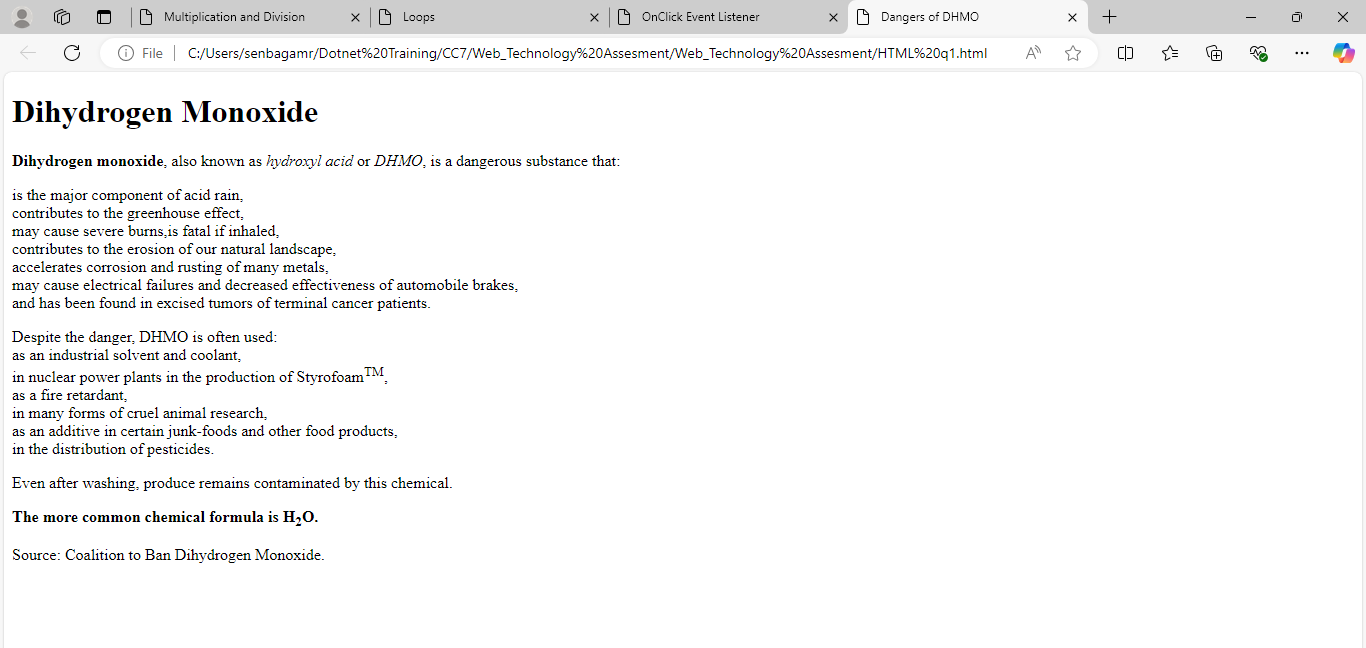 Multiplication and Division
Loops
OnClick Event Listener
Dangers of DHMO
File
C:/Users/senbagamr/Dotnet%20Training/CC7/Web_Technology%20Assesment/Web_Technology%20Assesment/HTML%20q1.html
Dihydrogen Monoxide
Dihydrogen monoxide, also known as hydroxyl acid or DHMO, is a dangerous substance that:
is the major component of acid rain,
contributes to the greenhouse effect,
may cause severe burns,is fatal if inhaled,
contributes to the erosion of our natural landscape,
accelerates corrosion and rusting of many metals,
may cause electrical failures and decreased effectiveness of automobile brakes,
and has been found in excised tumors of terminal cancer patients.
Despite the danger, DHMO is often used:
as an industrial solvent and coolant,
in nuclear power plants in the production of Styrofoam™,
as a fire retardant,
in many forms of cruel animal research,
as an additive in certain junk-foods and other food products,
in the distribution of pesticides.
Even after washing, produce remains contaminated by this chemical.
The more common chemical formula is H₂O.
Source: Coalition to Ban Dihydrogen Monoxide.